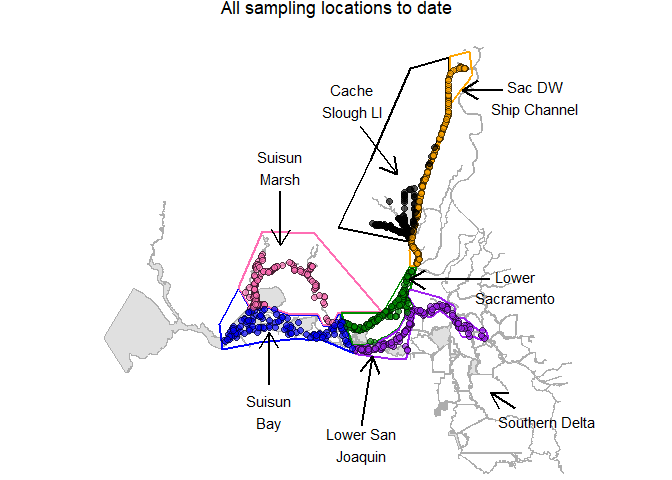 All sampling locations to date
Sac DW
Ship Channel
Cache
Slough LI
Suisun
Marsh
Lower
Sacramento
Suisun
Bay
Southern Delta
Lower San
Joaquin